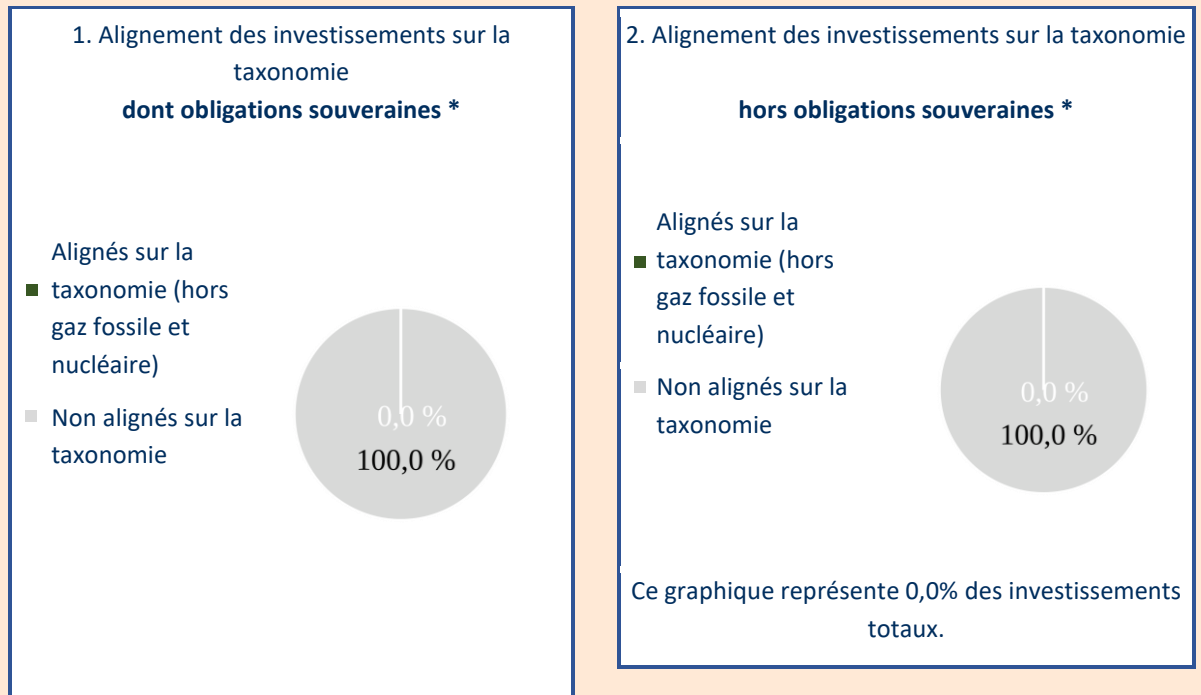 1. Alignement des investissements sur la
taxonomie
dont obligations souveraines *
Alignés sur la
taxonomie (hors
gaz fossile et
nucléaire)
Non alignés sur la
taxonomie
0,0 %
100,0 %
2. Alignement des investissements sur la taxonomie
hors obligations souveraines *
Alignés sur la
taxonomie (hors
gaz fossile et
nucléaire)
Non alignés sur la
taxonomie
0,0 %
100,0 %
Ce graphique représente 0,0% des investissements
totaux.